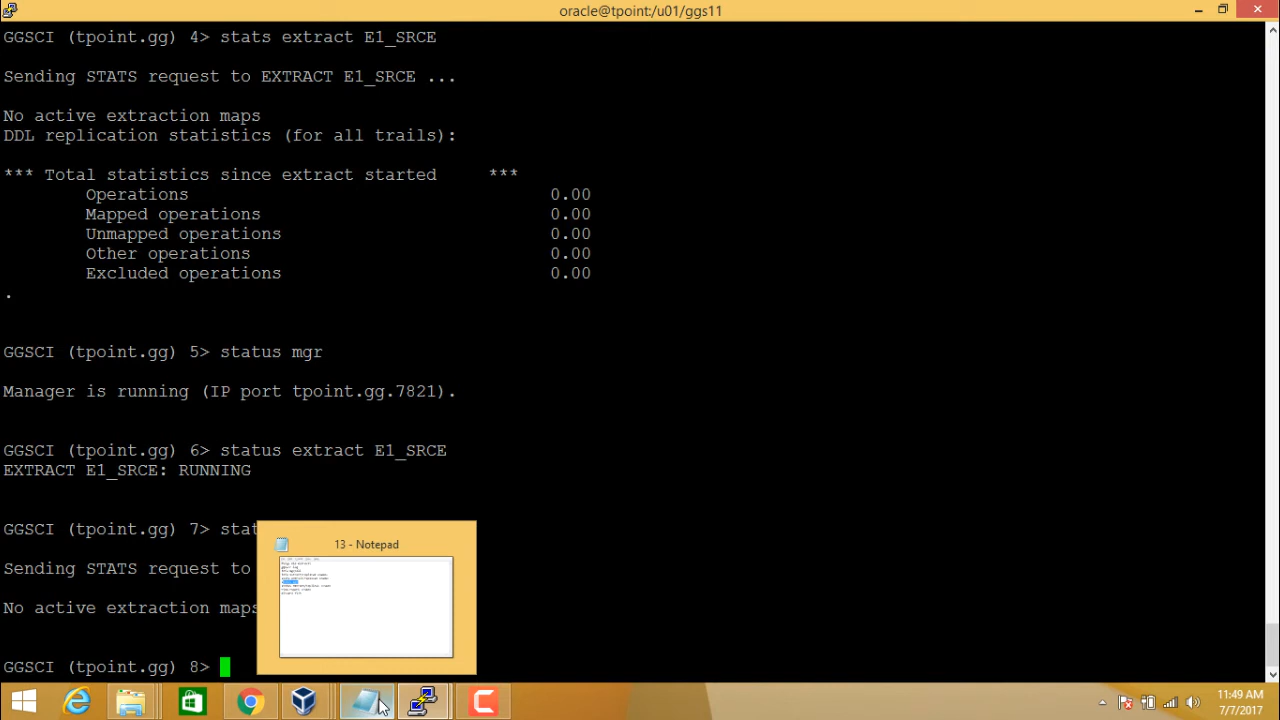 oracle@tpoint:/u01/ggs11
GGSCI (tpoint.gg) 4> stats extract E1_SRCE
Sending STATS request to EXTRACT E1_SRCE ...
No active extraction maps
DDL replication statistics (for all trails):
*** Total statistics since extract started     ***
Operations 0.00
Mapped operations 0.00
Unmapped operations 0.00
Other operations 0.00
Excluded operations 0.00
.
GGSCI (tpoint.gg) 5> status mgr
Manager is running (IP port tpoint.gg.7821).
GGSCI (tpoint.gg) 6> status extract E1_SRCE
EXTRACT E1_SRCE: RUNNING
GGSCI (tpoint.gg) 7> stat
Sending STATS request to
No active extraction maps
GGSCI (tpoint.gg) 8>
13 - Notepad
11:49 AM
7/7/2017